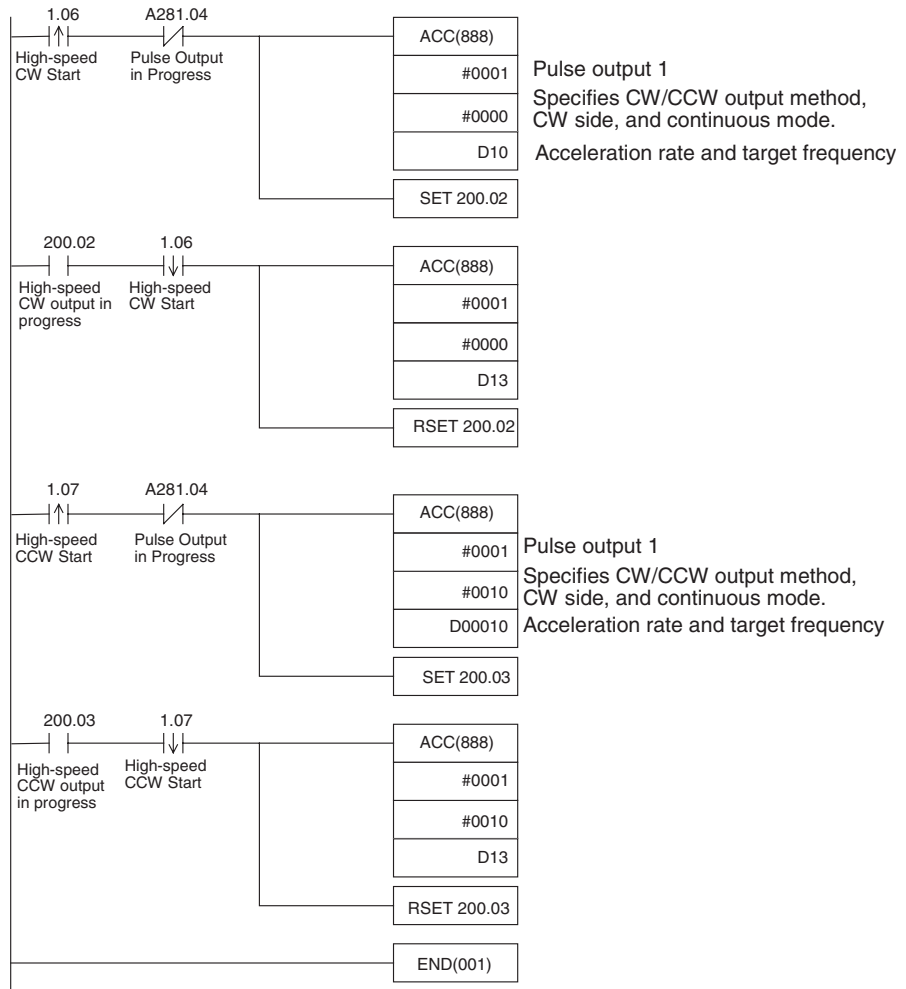 1.06 A281.04
ACC(888)
High-speed
CW Start
Pulse Output
in Progress
#0001 Pulse output 1
#0000 Specifies CW/CCW output method,
CW side, and continuous mode.
D10 Acceleration rate and target frequency
SET 200.02
200.02 1.06
ACC(888)
High-speed
CW output in
progress
High-speed
CW Start
#0001
#0000
D13
RSET 200.02
1.07 A281.04
ACC(888)
High-speed
CCW Start
Pulse Output
in Progress
#0001 Pulse output 1
#0010 Specifies CW/CCW output method,
CW side, and continuous mode.
D00010 Acceleration rate and target frequency
SET 200.03
200.03 1.07
ACC(888)
High-speed
CCW output
in progress
High-speed
CCW Start
#0001
#0010
D13
RSET 200.03
END(001)